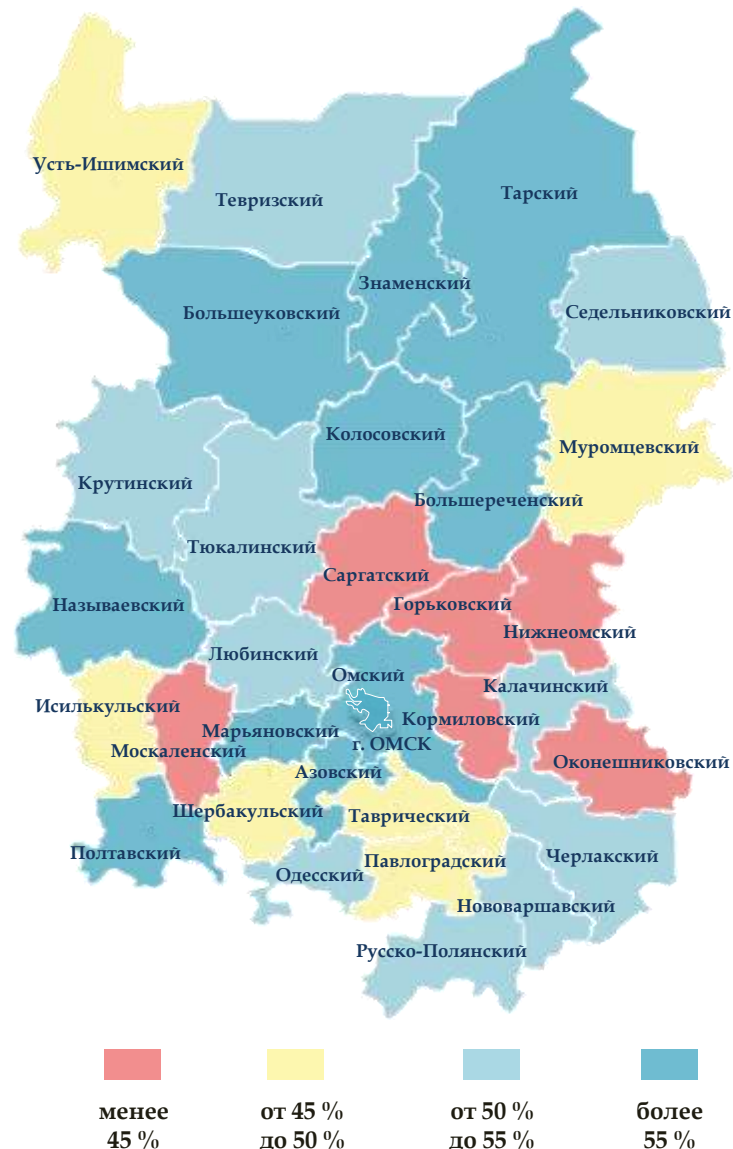 Усть-Ишимский
Тевризский
Тарский
Знаменский
Большеуковский
Седельниковский
Колосовский
Муромцевский
Крутинский
Большереченский
Тюкалинский
Саргатский
Называевский
Горьковский
Нижнеомский
Любинский
Омский
Калачинский
Исилькульский
Кормиловский
Марьяновский
г. ОМСК
Москаленский
Оконешниковский
Азовский
Шербакульский
Таврический
Полтавский
Павлоградский
Черлакский
Одесский
Нововаршавский
Русско-Полянский
менее
45 %
от 45 %
до 50 %
от 50 %
до 55 %
более
55 %